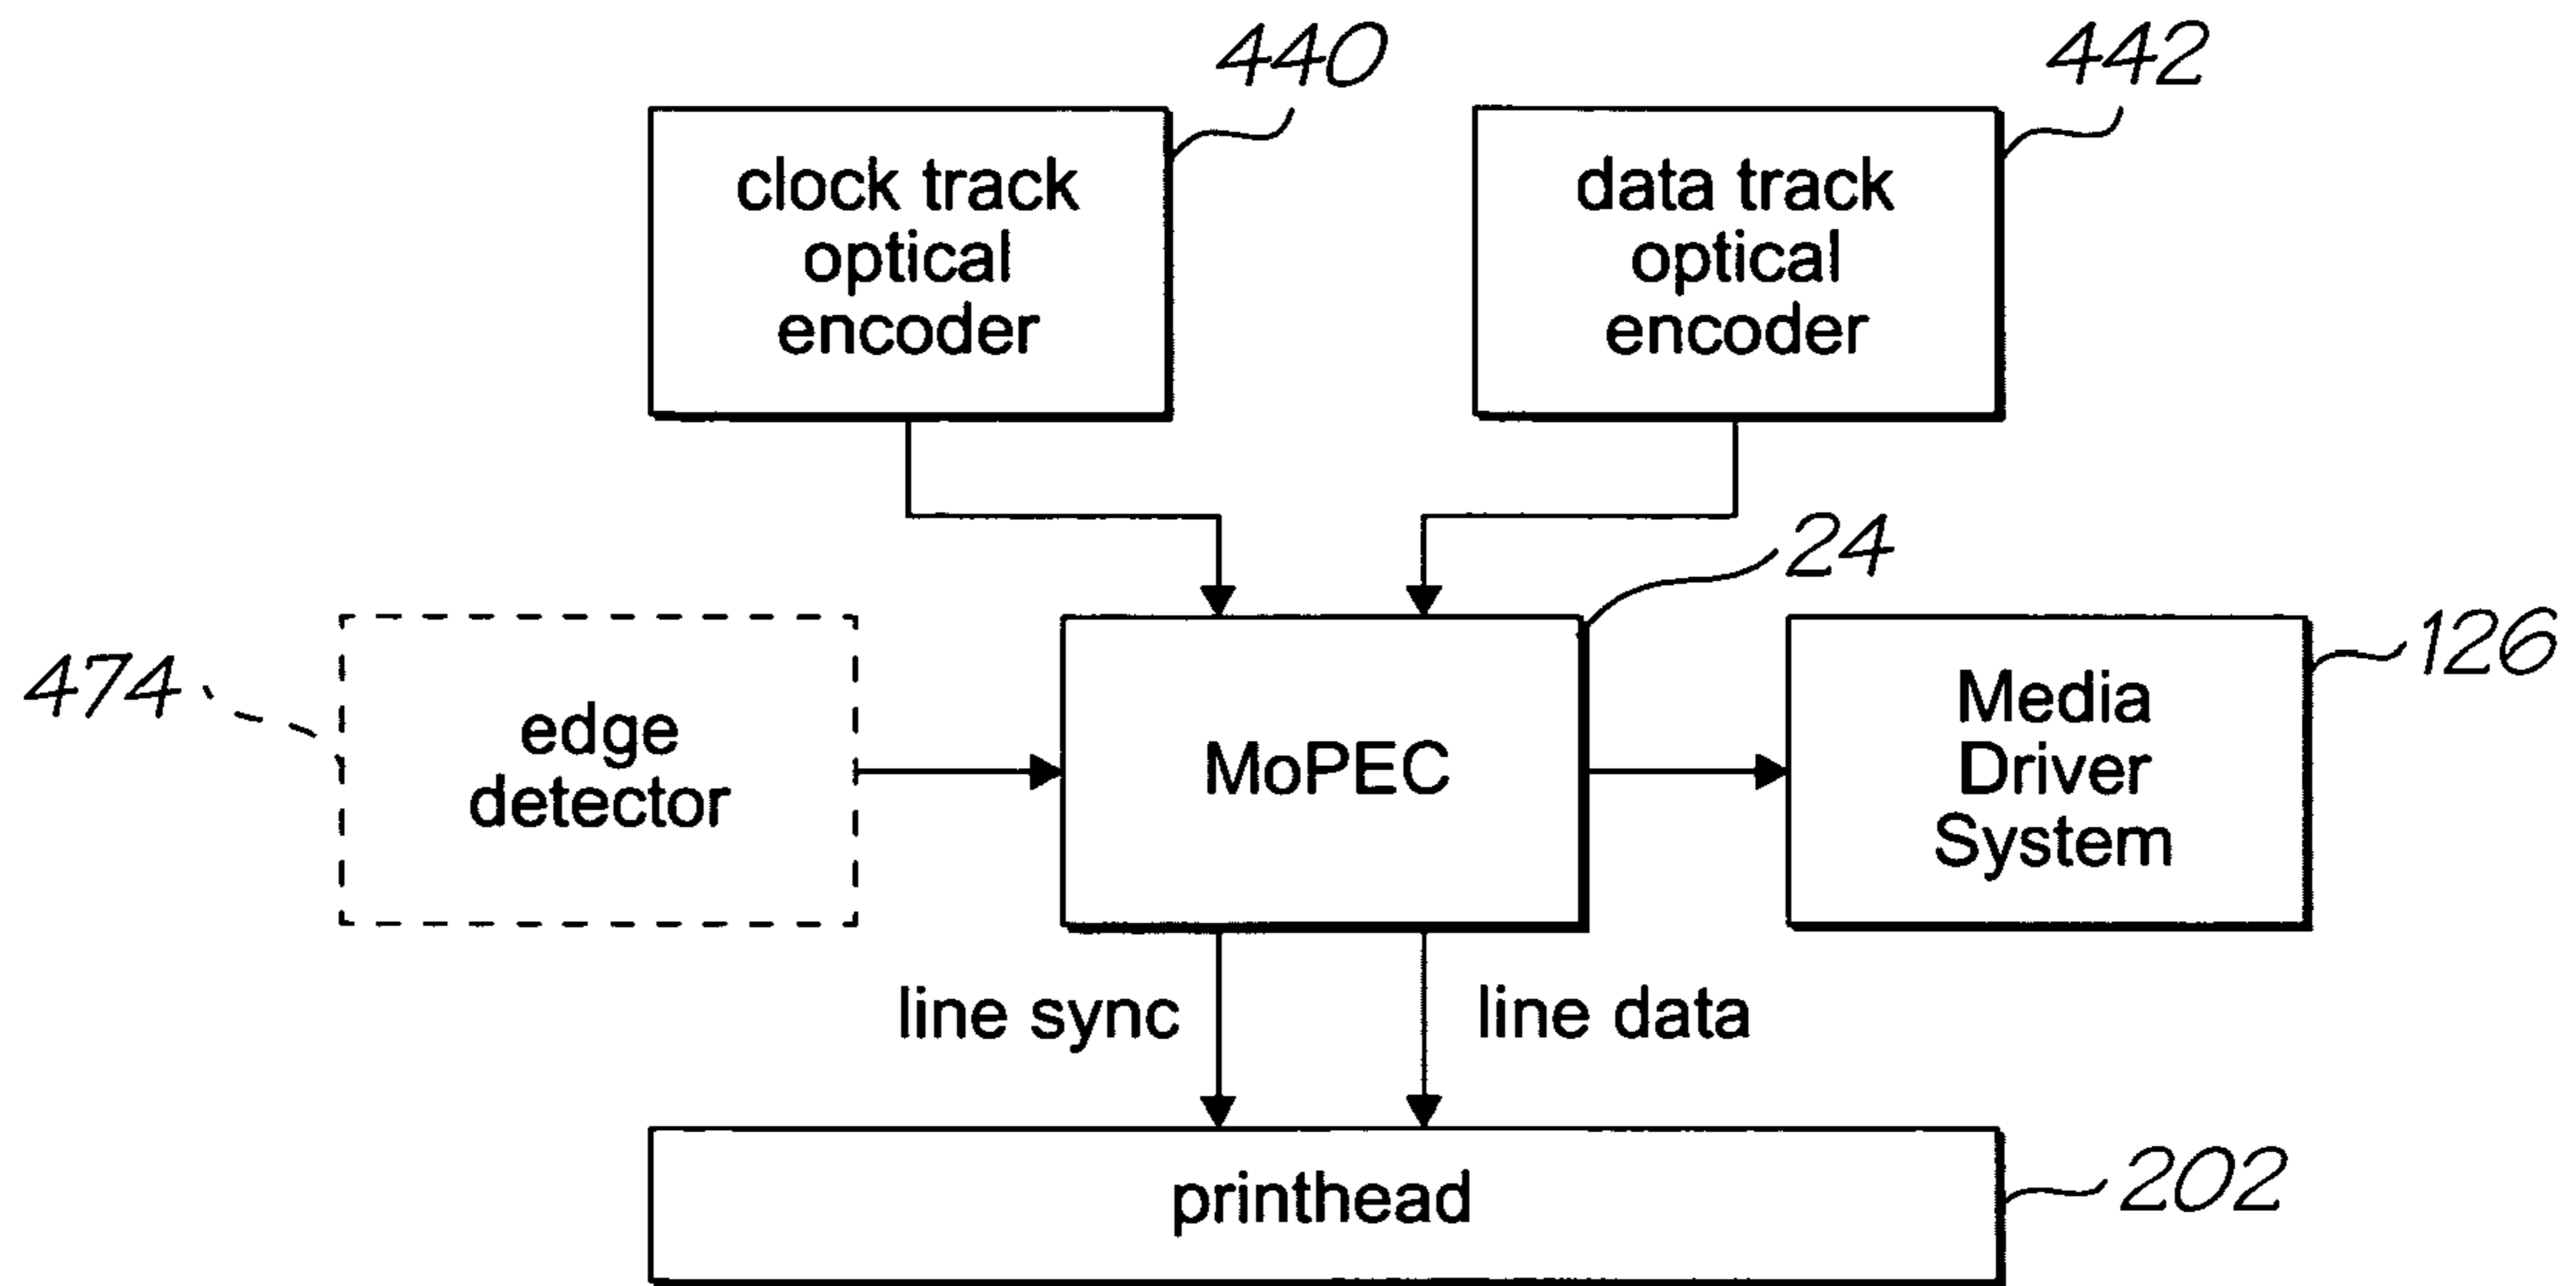 440
442
clock track
optical
encoder
data track
optical
encoder
24
474
edge
detector
MoPEC
Media
Driver
System
126
line sync
line data
printhead
202